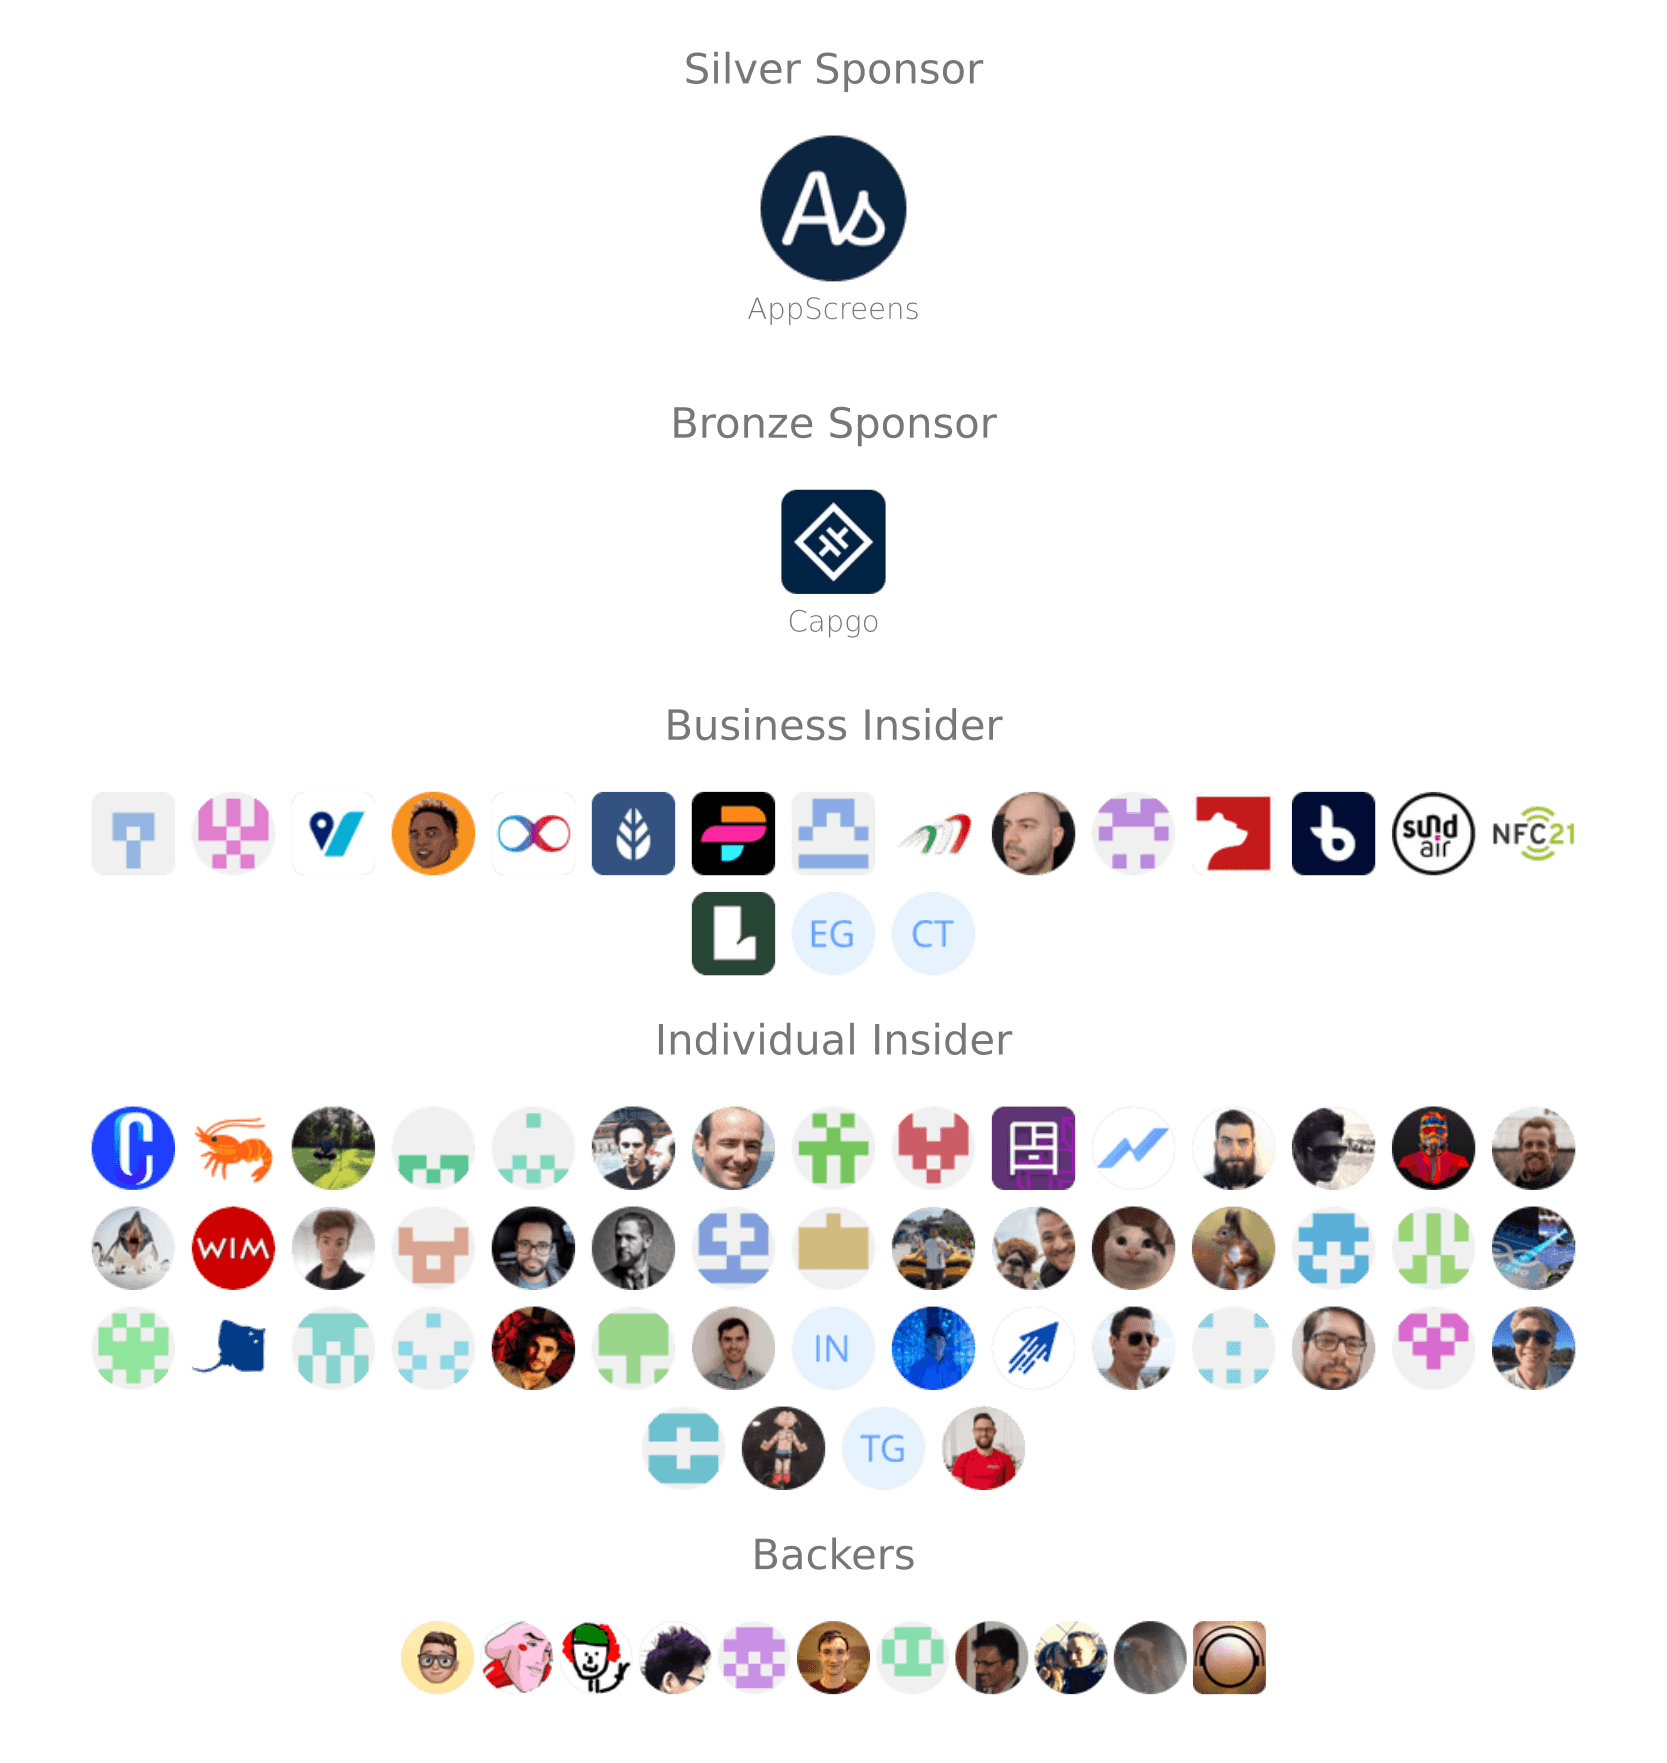 Silver Sponsor
As
AppScreens
Bronze Sponsor
Capgo
Business Insider
sund
air
NFC21
EG
CT
Individual Insider
WIM
IN
TG
Backers